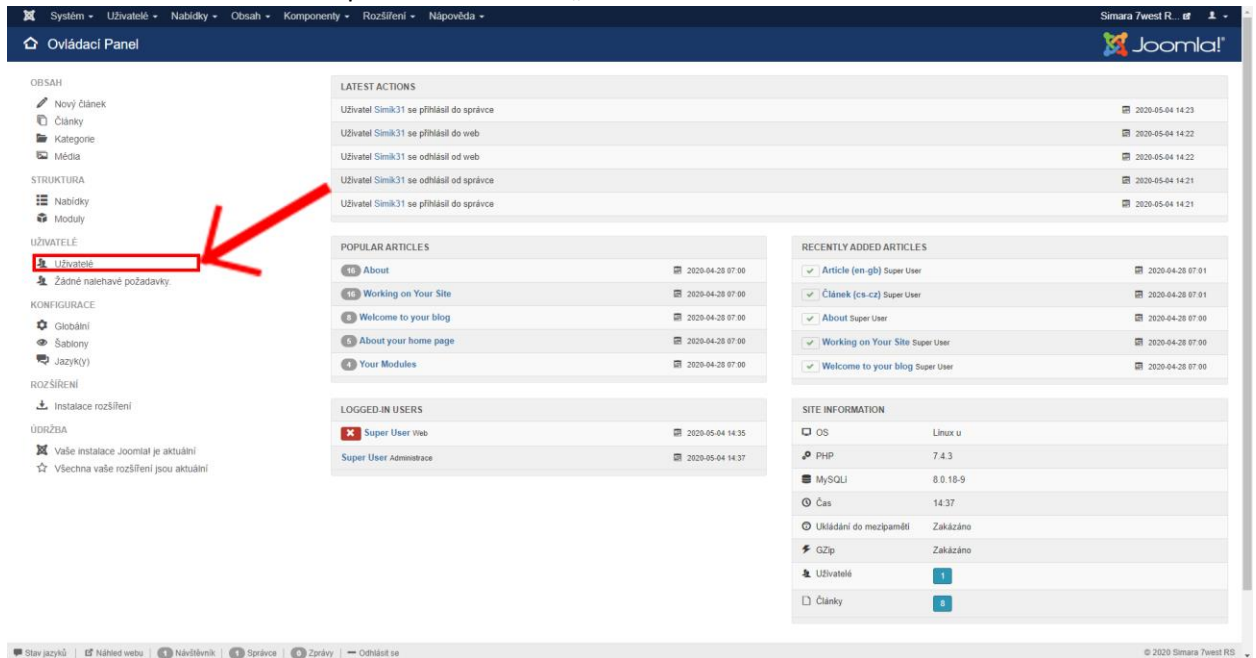 Systém Uživatelé Nabídky Obsah Komponenty Rozšíření Nápověda Simara 7west R...
Ovládací Panel Joomla!®
OBSAH
Nový článek
Články
Kategorie
Média
STRUKTURA
Nabídky
Moduly
UŽIVATELÉ
Uživatelé
Žádné naléhavé požadavky.
KONFIGURACE
Globální
Šablony
Jazyk(y)
ROZŠÍŘENÍ
Instalace rozšíření
ÚDRŽBA
Vaše instalace Joomla! je aktuální
Všechna vaše rozšíření jsou aktuální
LATEST ACTIONS
Uživatel Simik31 se přihlásil do správce 2020-05-04 14:23
Uživatel Simik31 se přihlásil do web 2020-05-04 14:22
Uživatel Simik31 se odhlásil od web 2020-05-04 14:22
Uživatel Simik31 se odhlásil od správce 2020-05-04 14:21
Uživatel Simik31 se přihlásil do správce 2020-05-04 14:21
POPULAR ARTICLES
16 About 2020-04-28 07:00
16 Working on Your Site 2020-04-28 07:00
8 Welcome to your blog 2020-04-28 07:00
5 About your home page 2020-04-28 07:00
4 Your Modules 2020-04-28 07:00
RECENTLY ADDED ARTICLES
Article (en-gb) Super User 2020-04-28 07:01
Článek (cs-cz) Super User 2020-04-28 07:01
About Super User 2020-04-28 07:00
Working on Your Site Super User 2020-04-28 07:00
Welcome to your blog Super User 2020-04-28 07:00
LOGGED-IN USERS
Super User Web 2020-05-04 14:35
Super User Administrace 2020-05-04 14:37
SITE INFORMATION
OS Linux u
PHP 7.4.3
MySQLi 8.0.18-9
Čas 14:37
Ukládání do mezipaměti Zakázáno
GZip Zakázáno
Uživatelé 1
Články 8
Stav jazyků | Náhled webu | 1 Návštěvník | 1 Správce | 0 Zprávy | Odhlásit se © 2020 Simara 7west RS